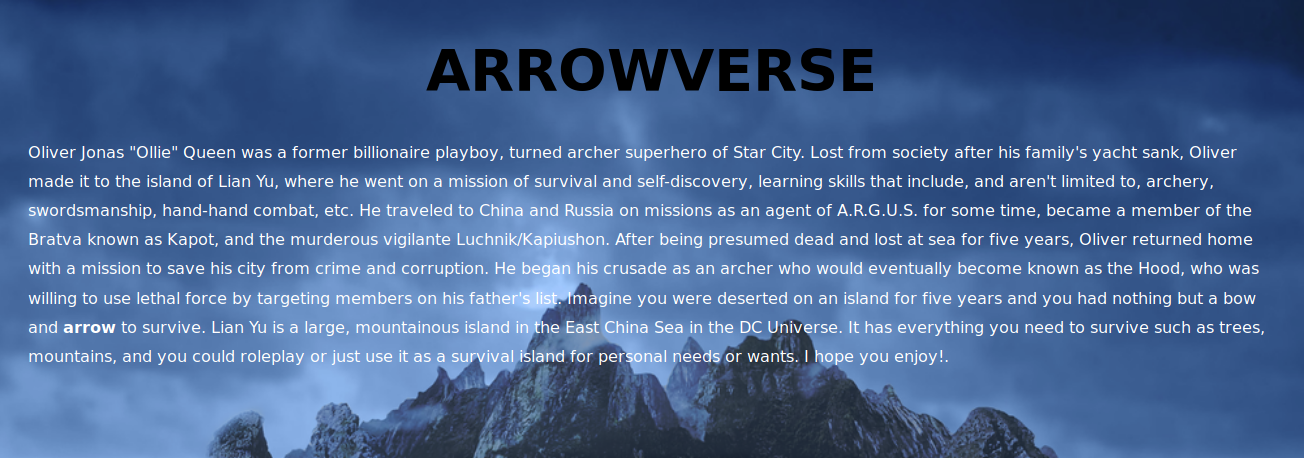 ARROWVERSE
Oliver Jonas "Ollie" Queen was a former billionaire playboy, turned archer superhero of Star City. Lost from society after his family's yacht sank, Oliver
made it to the island of Lian Yu, where he went on a mission of survival and self-discovery, learning skills that include, and aren't limited to, archery,
swordsmanship, hand-hand combat, etc. He traveled to China and Russia on missions as an agent of A.R.G.U.S. for some time, became a member of the
Bratva known as Kapot, and the murderous vigilante Luchnik/Kapiushon. After being presumed dead and lost at sea for five years, Oliver returned home
with a mission to save his city from crime and corruption. He began his crusade as an archer who would eventually become known as the Hood, who was
willing to use lethal force by targeting members on his father's list. Imagine you were deserted on an island for five years and you had nothing but a bow
and arrow to survive. Lian Yu is a large, mountainous island in the East China Sea in the DC Universe. It has everything you need to survive such as trees,
mountains, and you could roleplay or just use it as a survival island for personal needs or wants. I hope you enjoy!.